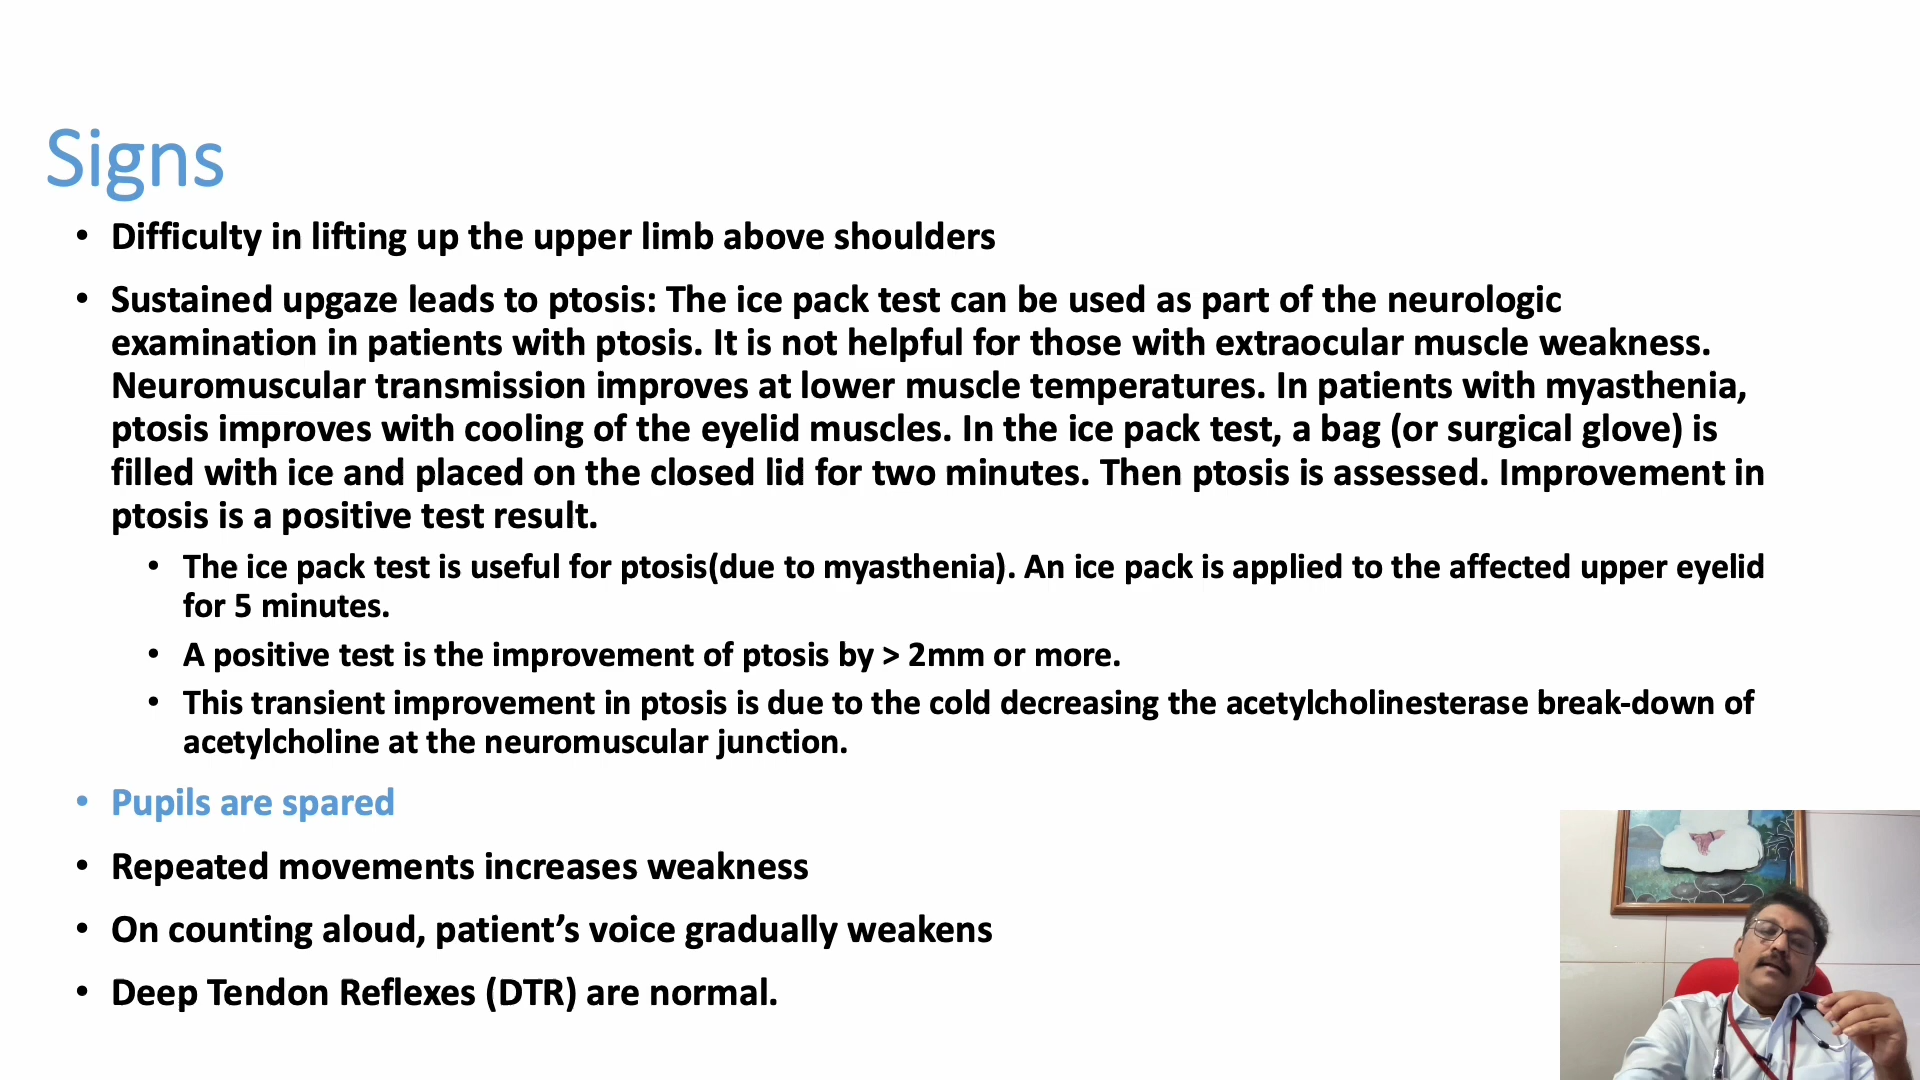 Signs
• Difficulty in lifting up the upper limb above shoulders
• Sustained upgaze leads to ptosis: The ice pack test can be used as part of the neurologic
examination in patients with ptosis. It is not helpful for those with extraocular muscle weakness.
Neuromuscular transmission improves at lower muscle temperatures. In patients with myasthenia,
ptosis improves with cooling of the eyelid muscles. In the ice pack test, a bag (or surgical glove) is
filled with ice and placed on the closed lid for two minutes. Then ptosis is assessed. Improvement in
ptosis is a positive test result.
• The ice pack test is useful for ptosis(due to myasthenia). An ice pack is applied to the affected upper eyelid
for 5 minutes.
• A positive test is the improvement of ptosis by > 2mm or more.
• This transient improvement in ptosis is due to the cold decreasing the acetylcholinesterase break-down of
acetylcholine at the neuromuscular junction.
• Pupils are spared
• Repeated movements increases weakness
• On counting aloud, patient’s voice gradually weakens
• Deep Tendon Reflexes (DTR) are normal.